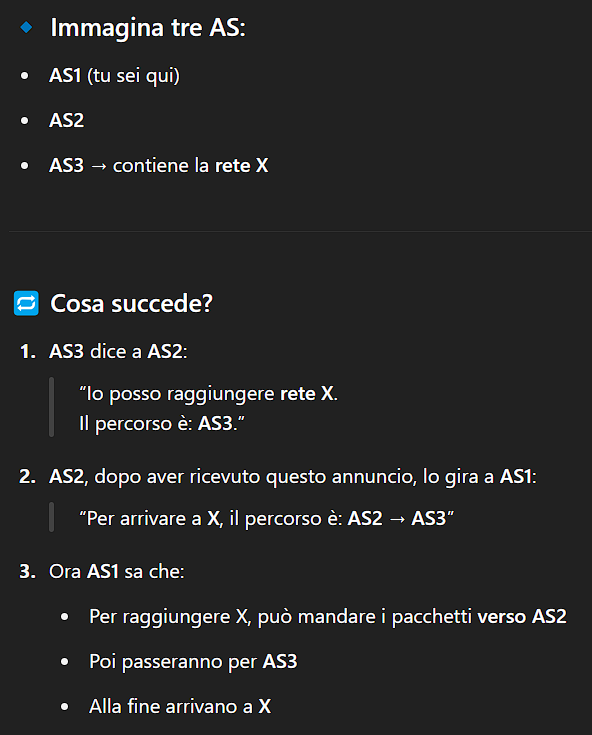 Immagina tre AS:
AS1 (tu sei qui)
AS2
AS3 → contiene la rete X
Cosa succede?
1. AS3 dice a AS2:
“Io posso raggiungere rete X.
Il percorso è: AS3.”
2. AS2, dopo aver ricevuto questo annuncio, lo gira a AS1:
“Per arrivare a X, il percorso è: AS2 → AS3”
3. Ora AS1 sa che:
Per raggiungere X, può mandare i pacchetti verso AS2
Poi passeranno per AS3
Alla fine arrivano a X